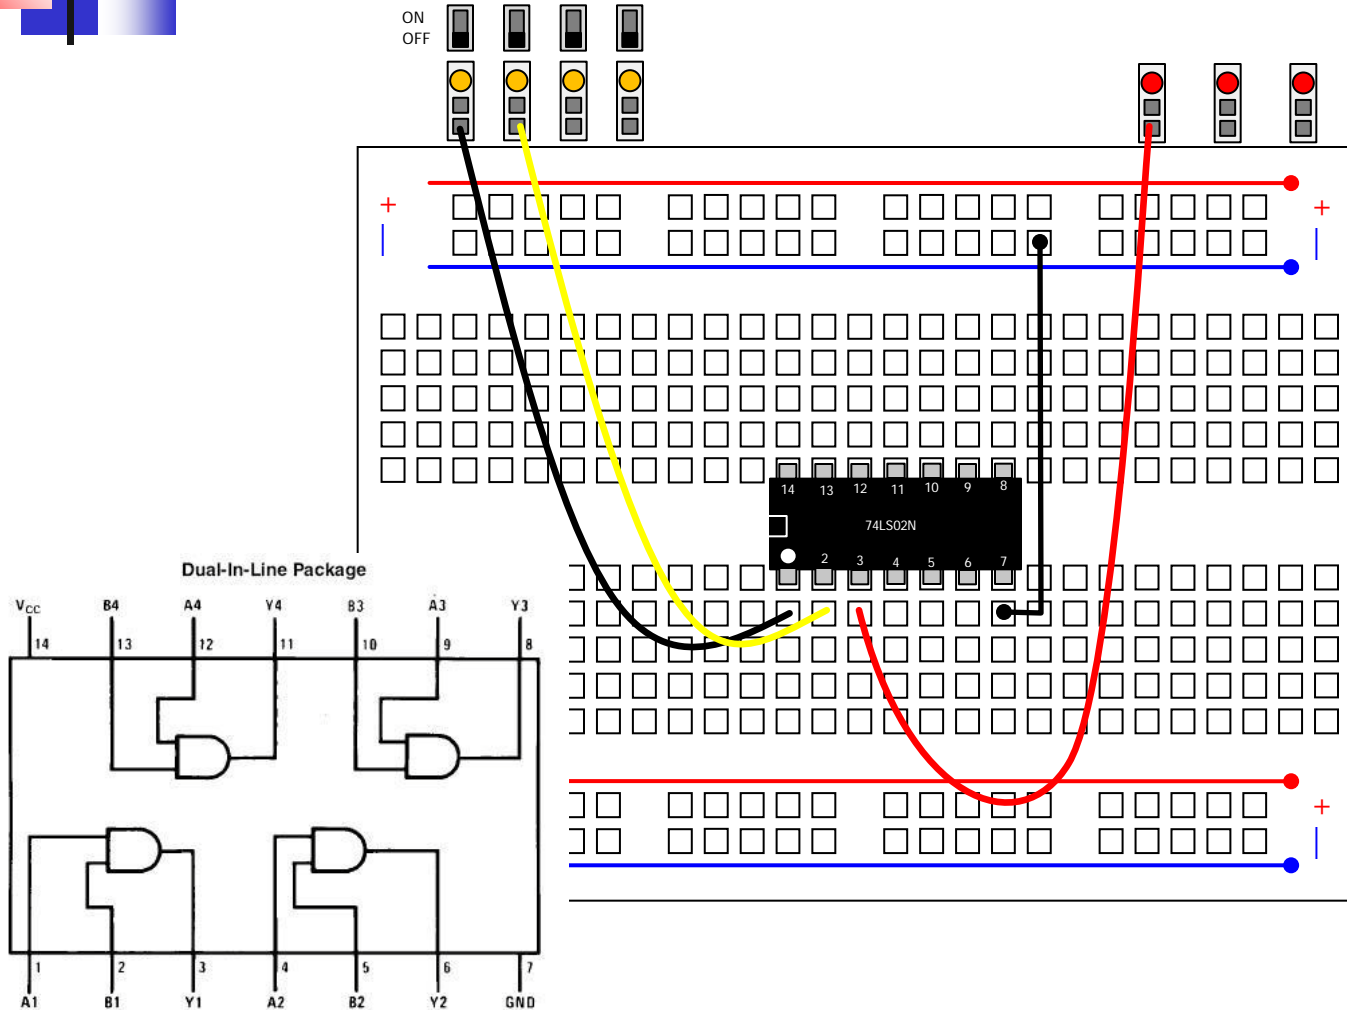 ON
OFF
+
+
14 13 12 11 10 9 8
74LS02N
2 3 4 5 6 7
Dual-In-Line Package
VCC B4 A4 Y4 B3 A3 Y3
14 13 12 11 10 9 8
1 2 3 4 5 6 7
A1 B1 Y1 A2 B2 Y2 GND
+